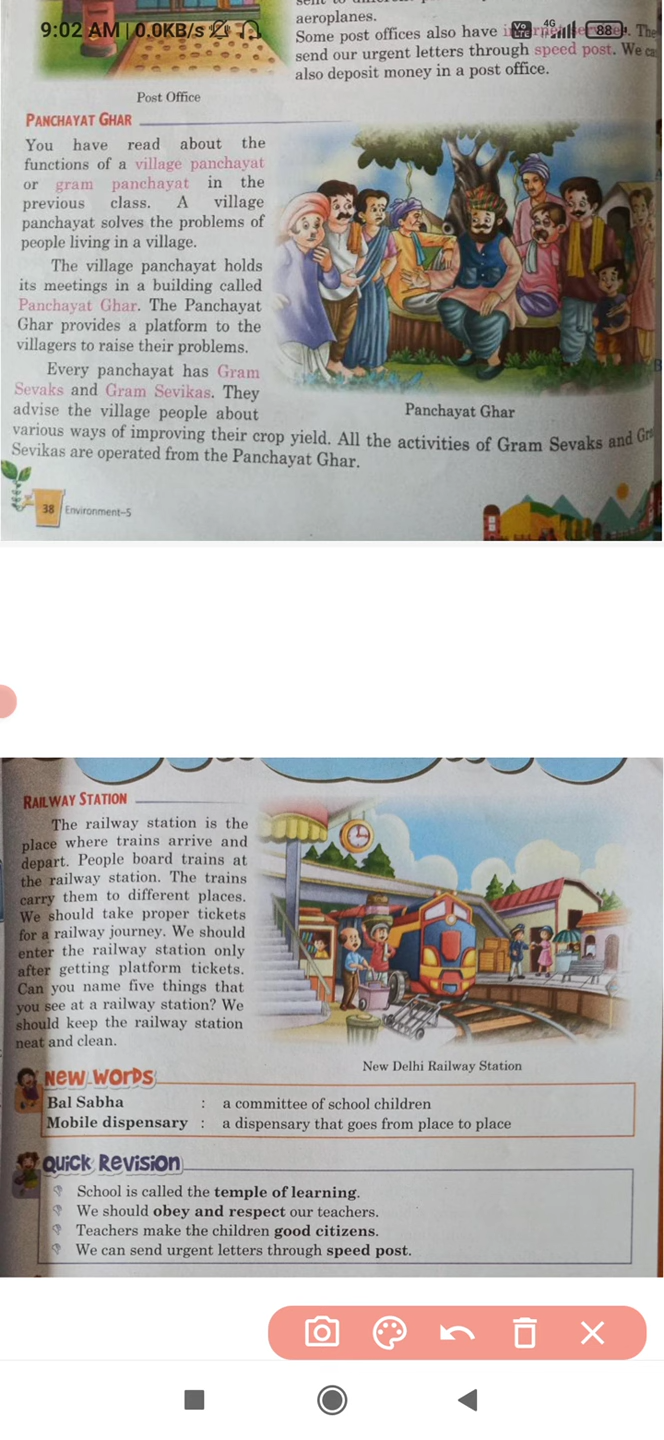 aeroplanes.
9:02 AM | 0.0KB/s
Vo LTE 4G 88
Some post offices also have internet services. The
send our urgent letters through speed post. We ca
also deposit money in a post office.
Post Office
PANCHAYAT GHAR
You have read about the
functions of a village panchayat
or gram panchayat in the
previous class. A village
panchayat solves the problems of
people living in a village.
The village panchayat holds
its meetings in a building called
Panchayat Ghar. The Panchayat
Ghar provides a platform to the
villagers to raise their problems.
Every panchayat has Gram
Sevaks and Gram Sevikas. They
advise the village people about
various ways of improving their crop yield. All the activities of Gram Sevaks and Gra
Sevikas are operated from the Panchayat Ghar.
Panchayat Ghar
38 Environment–5
RAILWAY STATION
The railway station is the
place where trains arrive and
depart. People board trains at
the railway station. The trains
carry them to different places.
We should take proper tickets
for a railway journey. We should
enter the railway station only
after getting platform tickets.
Can you name five things that
you see at a railway station? We
should keep the railway station
neat and clean.
New Delhi Railway Station
New Words
Bal Sabha : a committee of school children
Mobile dispensary : a dispensary that goes from place to place
Quick Revision
School is called the temple of learning.
We should obey and respect our teachers.
Teachers make the children good citizens.
We can send urgent letters through speed post.